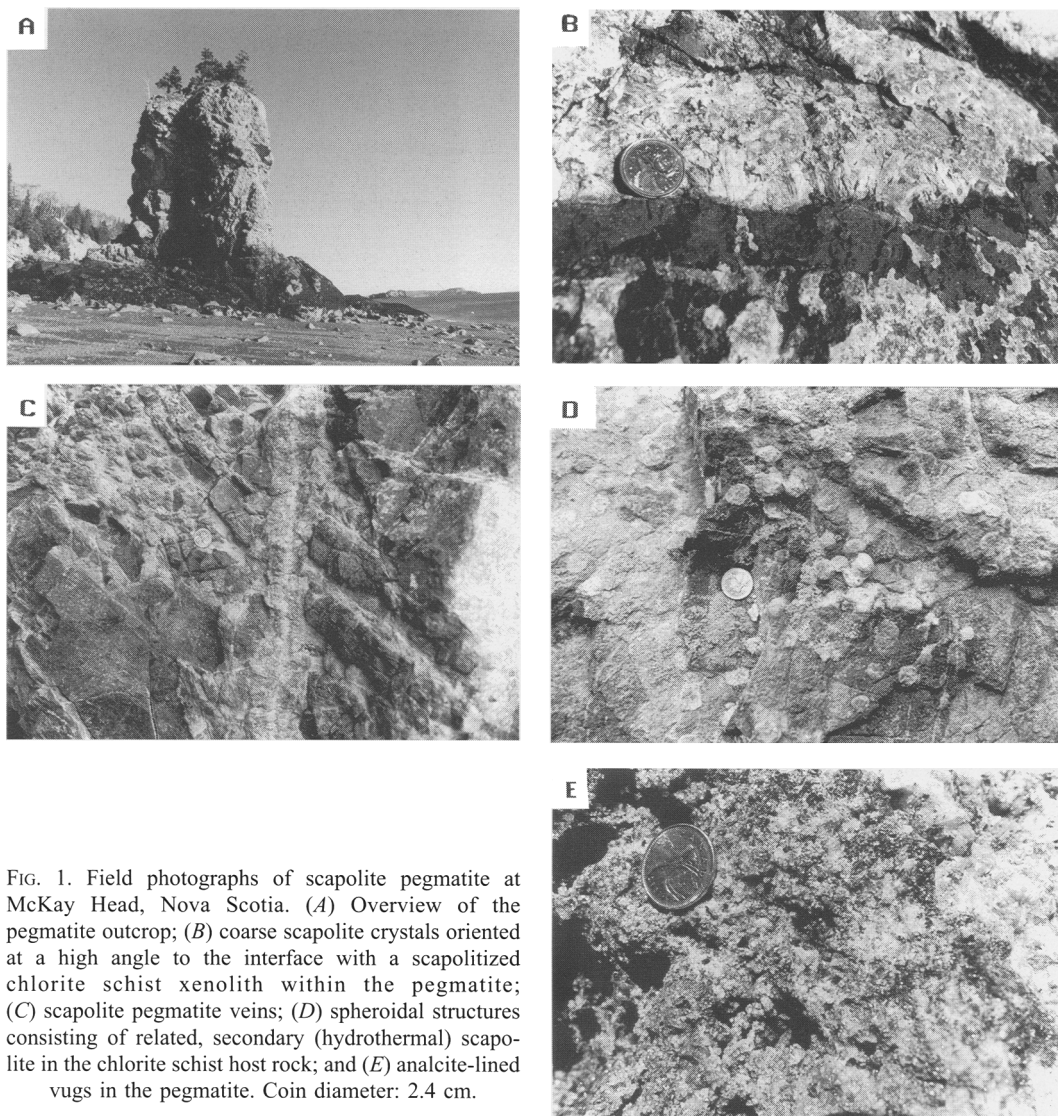 A
B
C
D
E
FIG. 1. Field photographs of scapolite pegmatite at
McKay Head, Nova Scotia. (A) Overview of the
pegmatite outcrop; (B) coarse scapolite crystals oriented
at a high angle to the interface with a scapolitized
chlorite schist xenolith within the pegmatite;
(C) scapolite pegmatite veins; (D) spheroidal structures
consisting of related, secondary (hydrothermal) scapo-
lite in the chlorite schist host rock; and (E) analcite-lined
vugs in the pegmatite. Coin diameter: 2.4 cm.